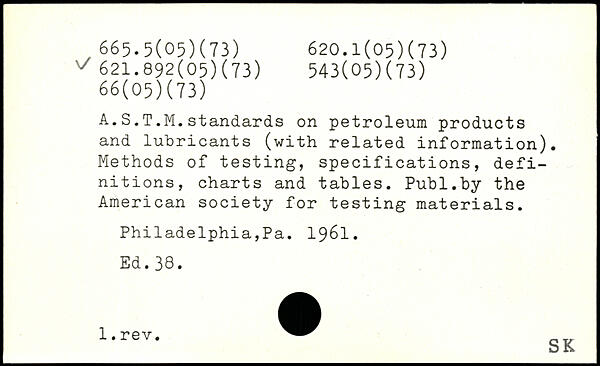 665.5(05)(73) 620.1(05)(73)
✓ 621.892(05)(73) 543(05)(73)
66(05)(73)
A.S.T.M.standards on petroleum products
and lubricants (with related information).
Methods of testing, specifications, defi-
nitions, charts and tables. Publ.by the
American society for testing materials.
Philadelphia,Pa. 1961.
Ed.38.
1.rev.
SK